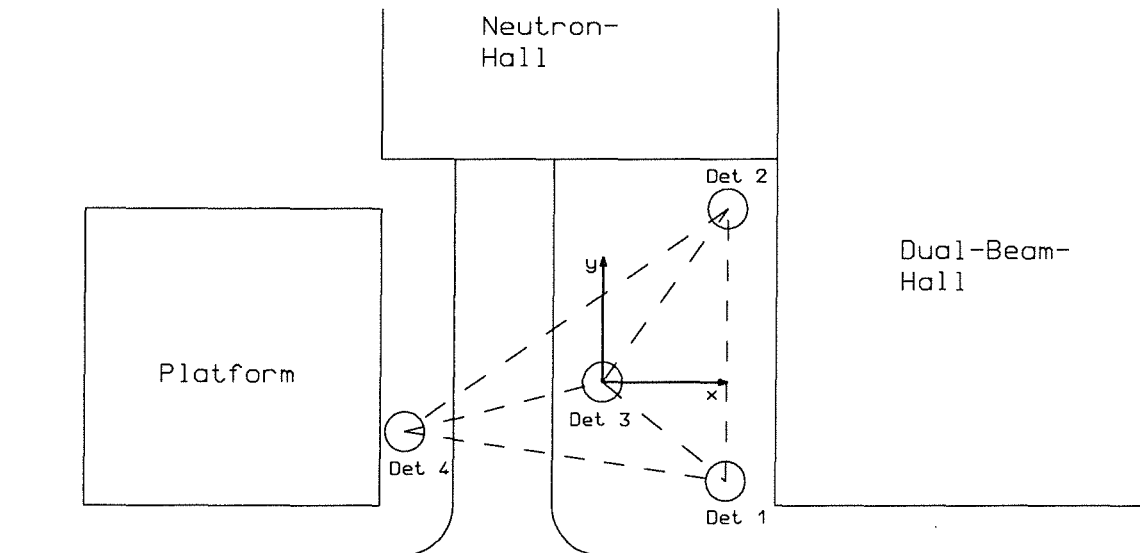 Neutron-
Hall
Det 2
Dual-Beam-
Hall
y
Platform
x
Det 3
Det 4
Det 1